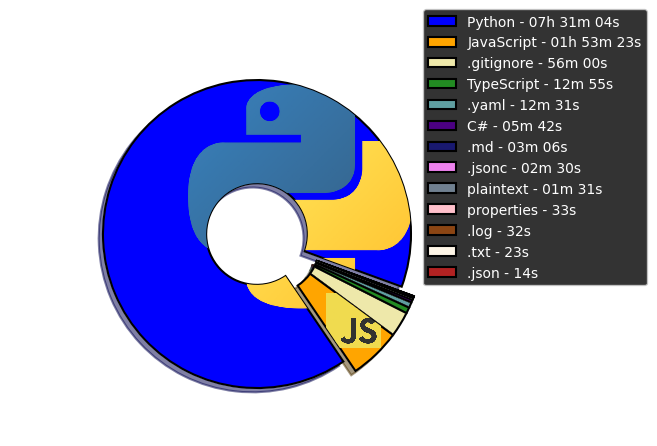 Python - 07h 31m 04s
JavaScript - 01h 53m 23s
.gitignore - 56m 00s
TypeScript - 12m 55s
.yaml - 12m 31s
C# - 05m 42s
.md - 03m 06s
.jsonc - 02m 30s
plaintext - 01m 31s
properties - 33s
.log - 32s
.txt - 23s
.json - 14s
JS